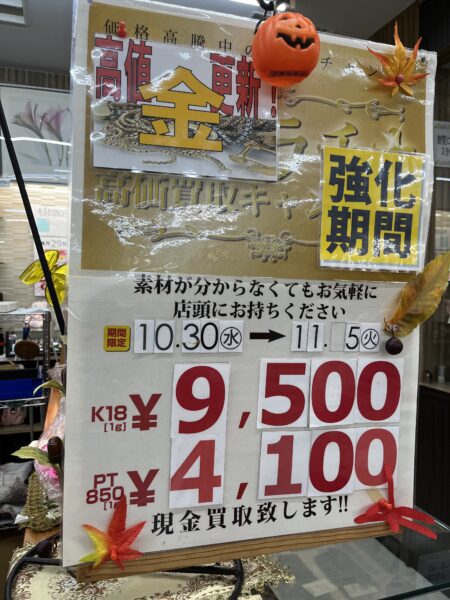 価格高騰中の
チ
高値 更新!
金
高価買取キャン
強化
期間
素材が分からなくてもお気軽に
店頭にお持ちください
期間
限定
10.30㊌→11. 5㊋
K18
[1g]
¥9,500
PT
850
[1g]
¥4,100
現金買取致します!!